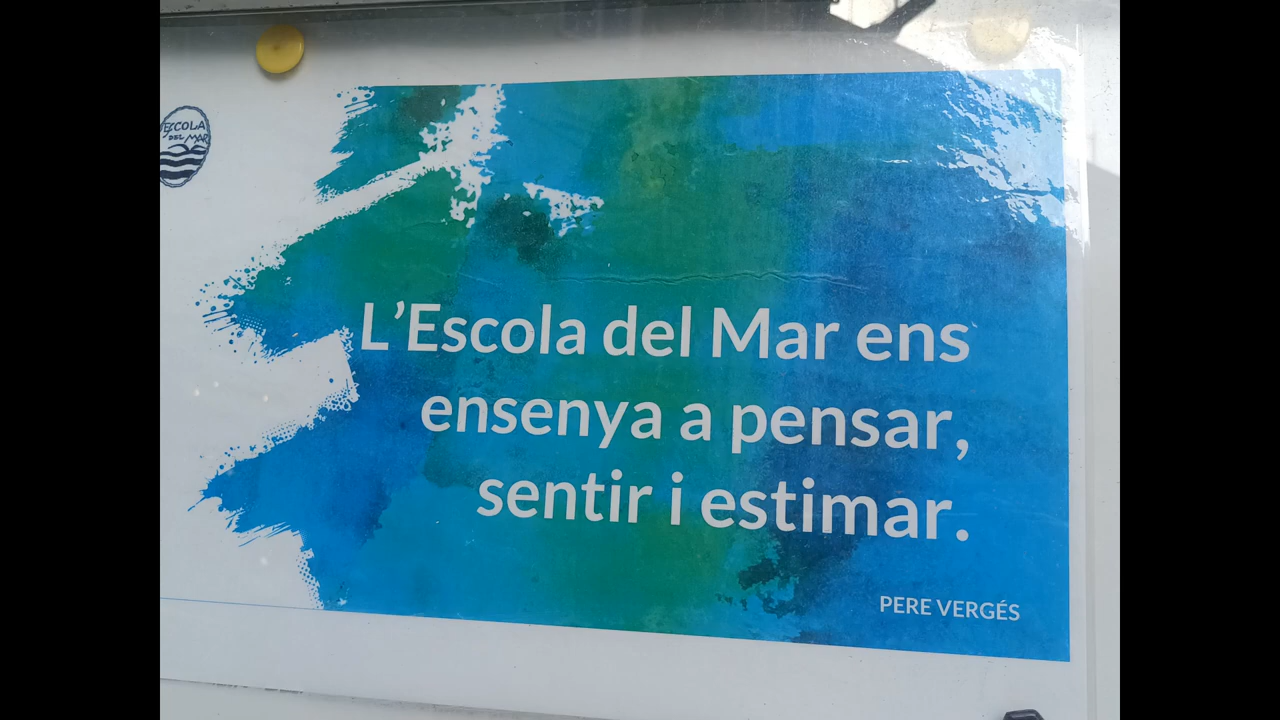 ESCOLA
DEL MAR
L'Escola del Mar ens
ensenya a pensar,
sentir i estimar.
PERE VERGÉS